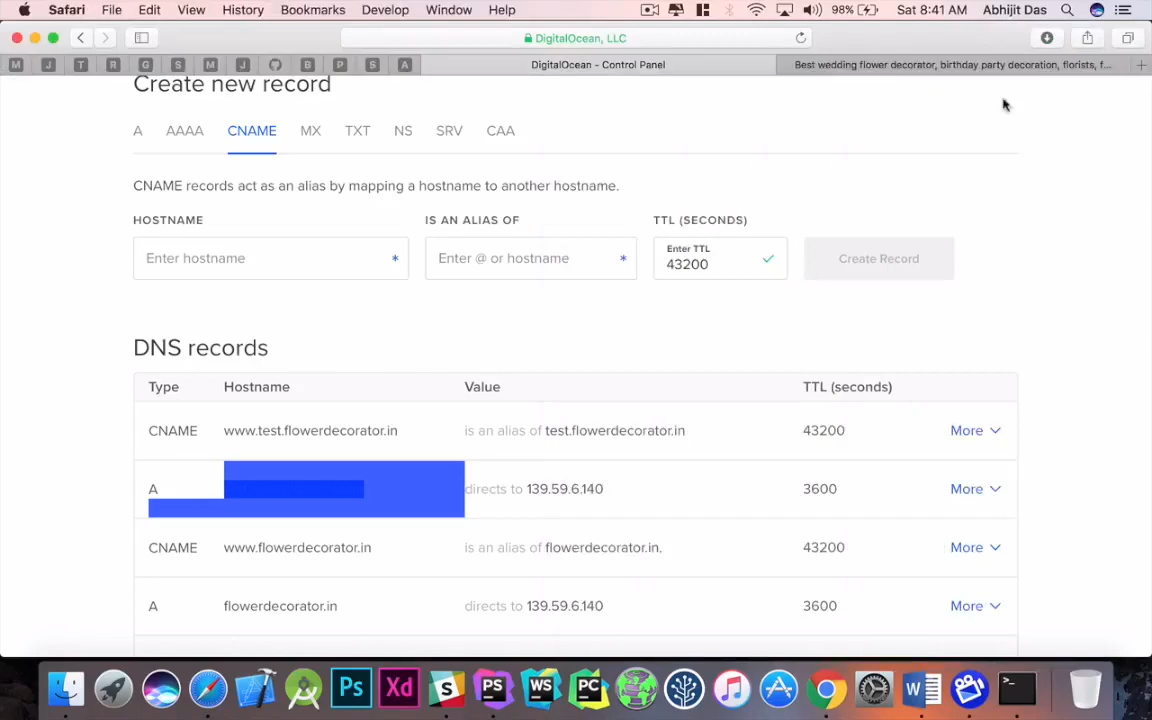 Safari File Edit View History Bookmarks Develop Window Help 98% Sat 8:41 AM Abhijit Das
DigitalOcean, LLC
M J T R G S M J B P S A DigitalOcean - Control Panel Best wedding flower decorator, birthday party decoration, florists, f...
Create new record
A AAAA CNAME MX TXT NS SRV CAA
CNAME records act as an alias by mapping a hostname to another hostname.
HOSTNAME IS AN ALIAS OF TTL (SECONDS)
Enter hostname * Enter @ or hostname * Enter TTL
43200 Create Record
DNS records
Type Hostname Value TTL (seconds)
CNAME www.test.flowerdecorator.in is an alias of test.flowerdecorator.in 43200 More
A directs to 139.59.6.140 3600 More
CNAME www.flowerdecorator.in is an alias of flowerdecorator.in. 43200 More
A flowerdecorator.in directs to 139.59.6.140 3600 More
Ps Xd S PS WS PC W >_